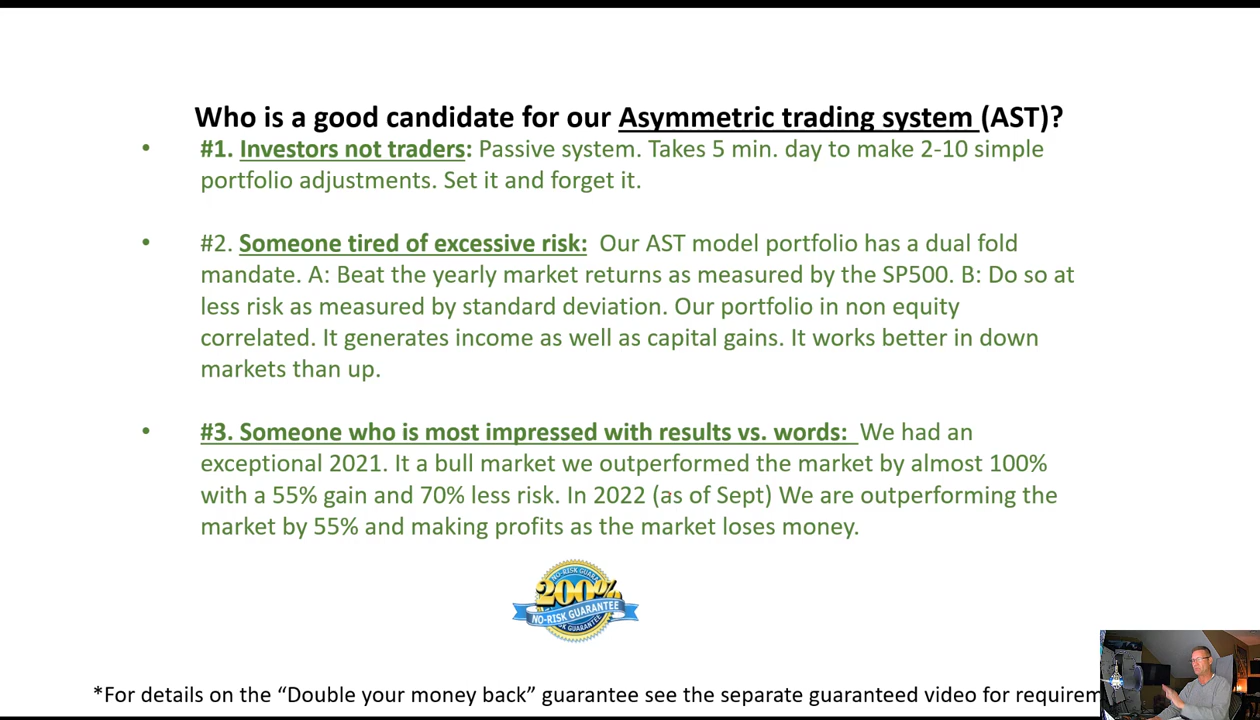 Who is a good candidate for our Asymmetric trading system (AST)?
• #1. Investors not traders: Passive system. Takes 5 min. day to make 2-10 simple
portfolio adjustments. Set it and forget it.
• #2. Someone tired of excessive risk: Our AST model portfolio has a dual fold
mandate. A: Beat the yearly market returns as measured by the SP500. B: Do so at
less risk as measured by standard deviation. Our portfolio in non equity
correlated. It generates income as well as capital gains. It works better in down
markets than up.
• #3. Someone who is most impressed with results vs. words: We had an
exceptional 2021. It a bull market we outperformed the market by almost 100%
with a 55% gain and 70% less risk. In 2022 (as of Sept) We are outperforming the
market by 55% and making profits as the market loses money.
NO-RISK
200%
NO-RISK GUARANTEE
GUARANTEE
*For details on the “Double your money back” guarantee see the separate guaranteed video for requirem